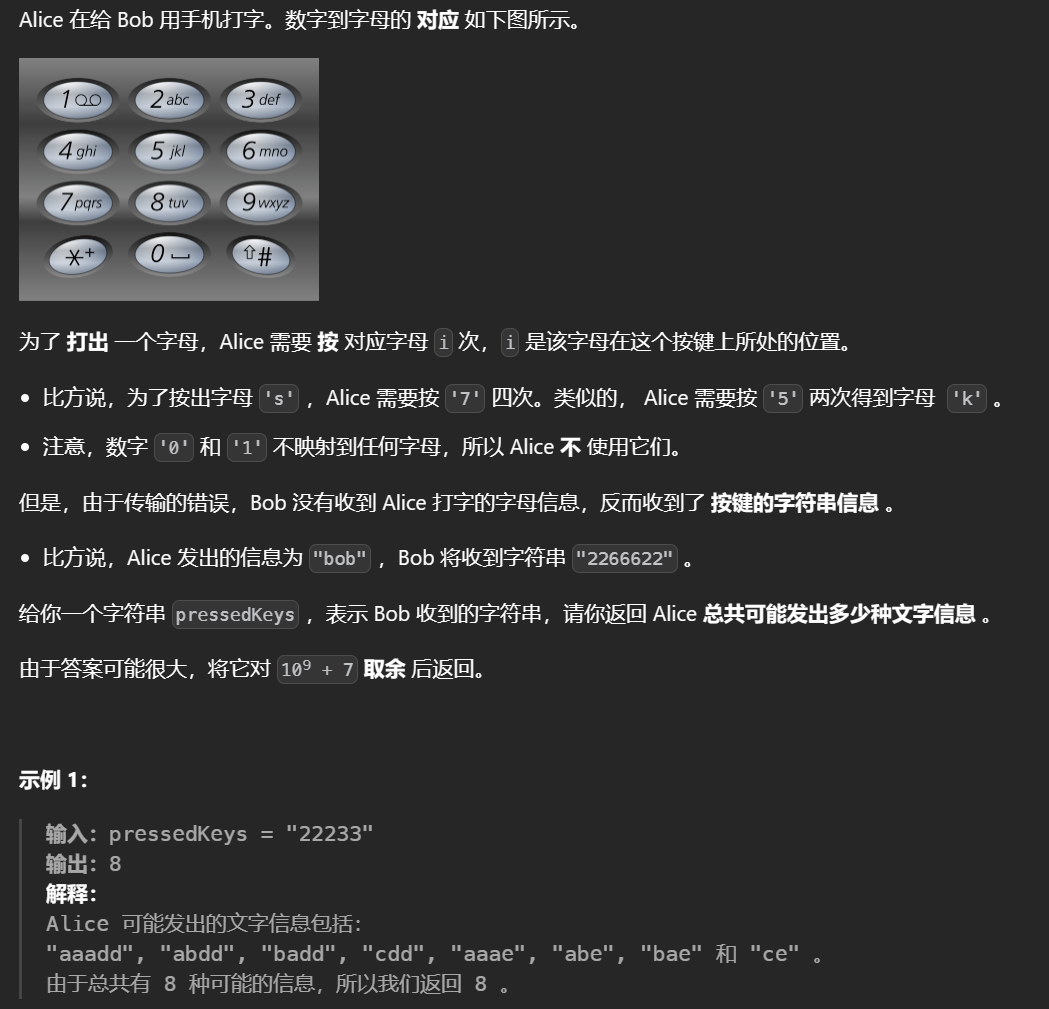 Alice 在给 Bob 用手机打字。数字到字母的 对应 如下图所示。
1
2 abc
3 def
4 ghi
5 jkl
6 mno
7 pqrs
8 tuv
9 wxyz
*+
0
⇧#
为了 打出 一个字母，Alice 需要 按 对应字母 i 次，i 是该字母在这个按键上所处的位置。
• 比方说，为了按出字母 's' ，Alice 需要按 '7' 四次。类似的， Alice 需要按 '5' 两次得到字母 'k' 。
• 注意，数字 '0' 和 '1' 不映射到任何字母，所以 Alice 不 使用它们。
但是，由于传输的错误，Bob 没有收到 Alice 打字的字母信息，反而收到了 按键的字符串信息 。
• 比方说，Alice 发出的信息为 "bob" ，Bob 将收到字符串 "2266622" 。
给你一个字符串 pressedKeys ，表示 Bob 收到的字符串，请你返回 Alice 总共可能发出多少种文字信息 。
由于答案可能很大，将它对 10⁹ + 7 取余 后返回。
示例 1：
输入：pressedKeys = "22233"
输出：8
解释：
Alice 可能发出的文字信息包括：
"aaadd", "abdd", "badd", "cdd", "aaae", "abe", "bae" 和 "ce" 。
由于总共有 8 种可能的信息，所以我们返回 8 。